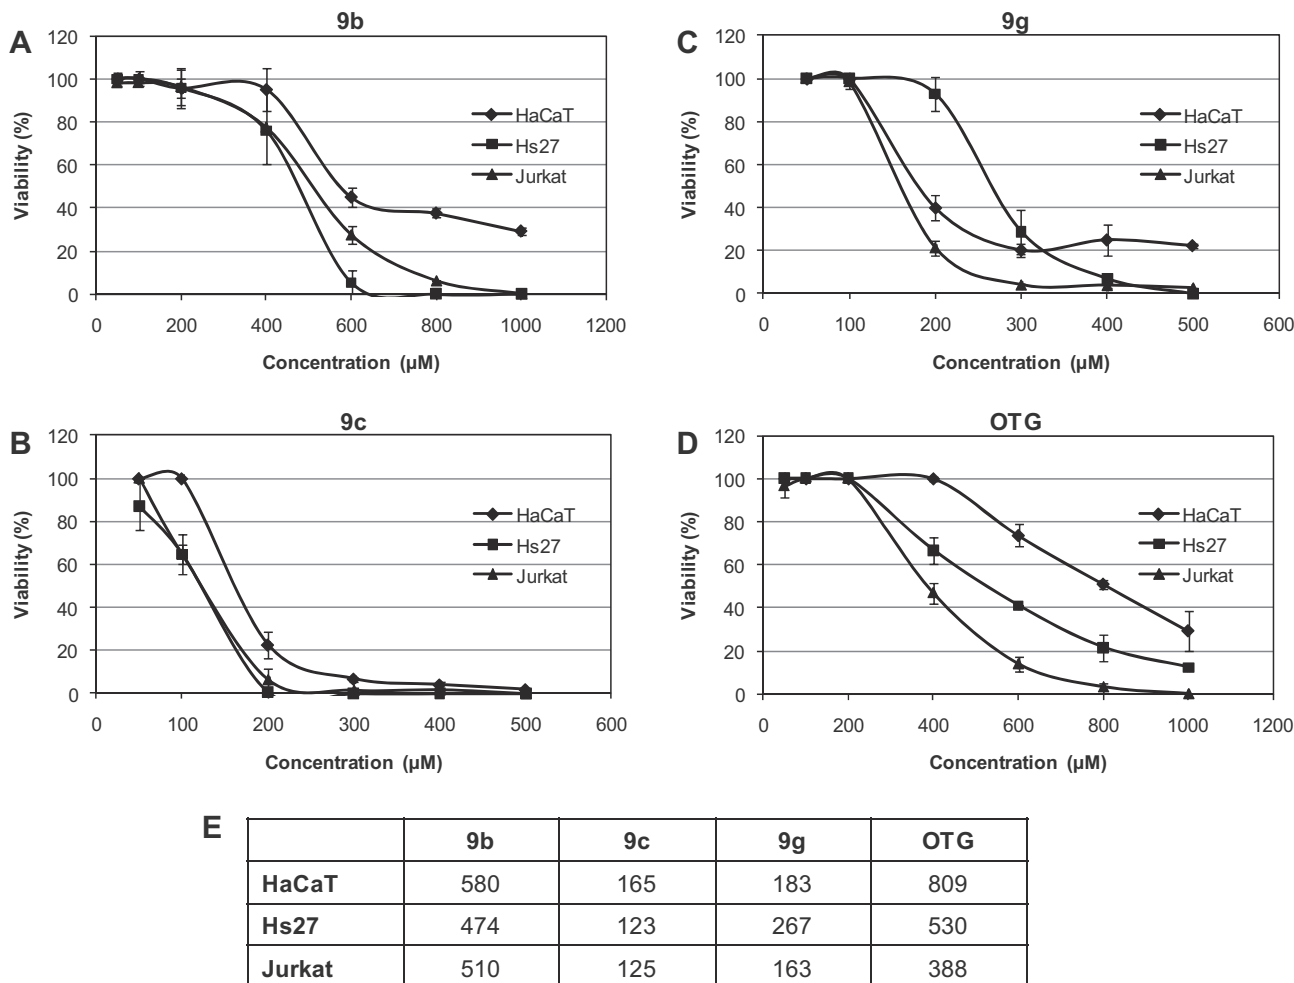 A
9b
120
100
80
60
40
20
0
Viability (%)
HaCaT
Hs27
Jurkat
0 200 400 600 800 1000 1200
Concentration (µM)
C
9g
120
100
80
60
40
20
0
Viability (%)
HaCaT
Hs27
Jurkat
0 100 200 300 400 500 600
Concentration (µM)
B
9c
120
100
80
60
40
20
0
Viability (%)
HaCaT
Hs27
Jurkat
0 100 200 300 400 500 600
Concentration (µM)
D
OTG
120
100
80
60
40
20
0
Viability (%)
HaCaT
Hs27
Jurkat
0 200 400 600 800 1000 1200
Concentration (µM)
E
9b 9c 9g OTG
HaCaT 580 165 183 809
Hs27 474 123 267 530
Jurkat 510 125 163 388